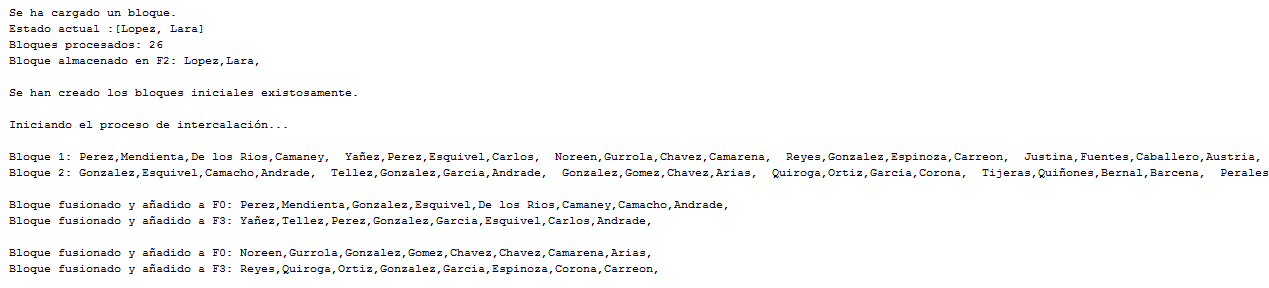 Se ha cargado un bloque.
Estado actual :[Lopez, Lara]
Bloques procesados: 26
Bloque almacenado en F2: Lopez,Lara,
Se han creado los bloques iniciales existosamente.
Iniciando el proceso de intercalación...
Bloque 1: Perez,Mendienta,De los Rios,Camaney,  Yañez,Perez,Esquivel,Carlos,  Noreen,Gurrola,Chavez,Camarena,  Reyes,Gonzalez,Espinoza,Carreon,  Justina,Fuentes,Caballero,Austria,
Bloque 2: Gonzalez,Esquivel,Camacho,Andrade,  Tellez,Gonzalez,Garcia,Andrade,  Gonzalez,Gomez,Chavez,Arias,  Quiroga,Ortiz,Garcia,Corona,  Tijeras,Quiñones,Bernal,Barcena,  Perales
Bloque fusionado y añadido a F0: Perez,Mendienta,Gonzalez,Esquivel,De los Rios,Camaney,Camacho,Andrade,
Bloque fusionado y añadido a F3: Yañez,Tellez,Perez,Gonzalez,Garcia,Esquivel,Carlos,Andrade,
Bloque fusionado y añadido a F0: Noreen,Gurrola,Gonzalez,Gomez,Chavez,Chavez,Camarena,Arias,
Bloque fusionado y añadido a F3: Reyes,Quiroga,Ortiz,Gonzalez,Garcia,Espinoza,Corona,Carreon,